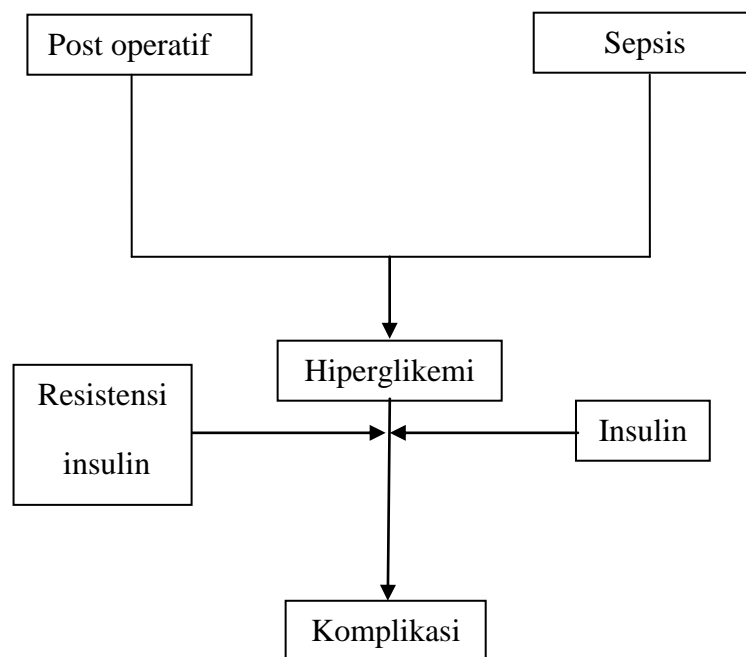 Post operatif
Sepsis
Hiperglikemi
Resistensi
insulin
Insulin
Komplikasi